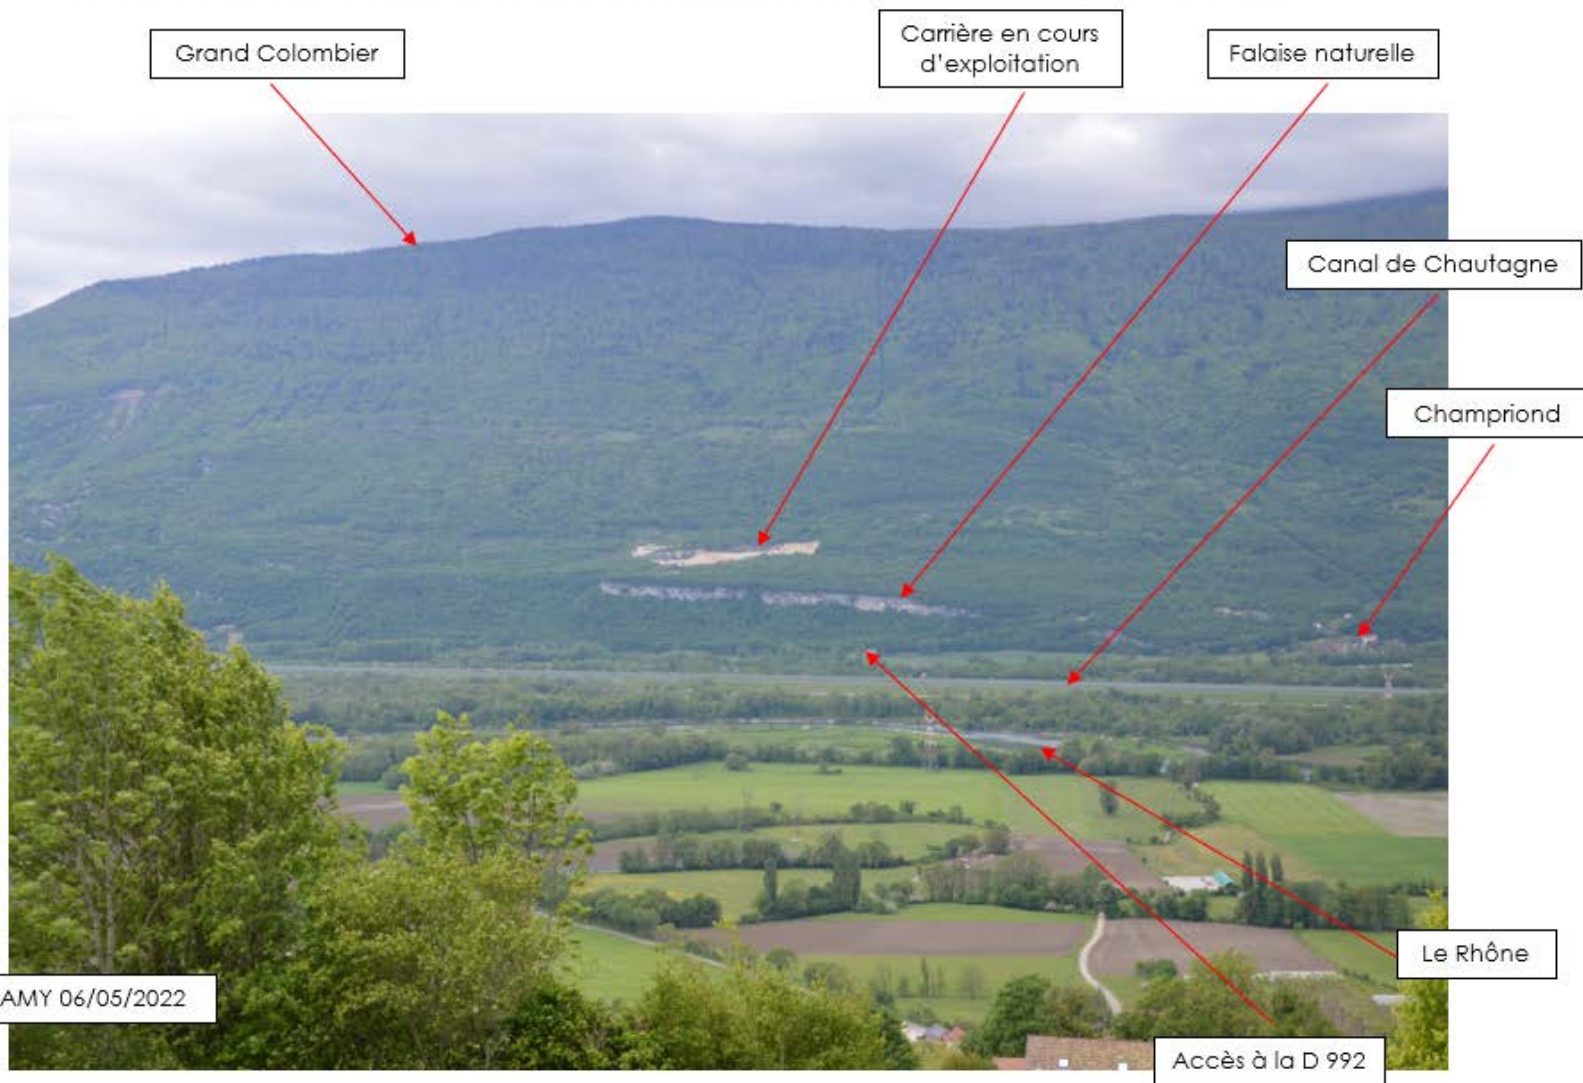 Grand Colombier
Carrière en cours
d'exploitation
Falaise naturelle
Canal de Chautagne
Champriond
Le Rhône
AMY 06/05/2022
Accès à la D 992